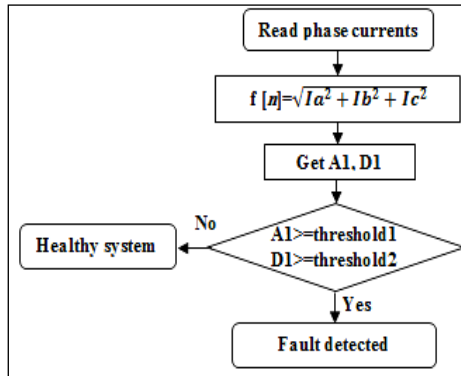 Read phase currents
f [n]=√Ia² + Ib² + Ic²
Get A1, D1
No
A1>=threshold1
Healthy system
D1>=threshold2
Yes
Fault detected